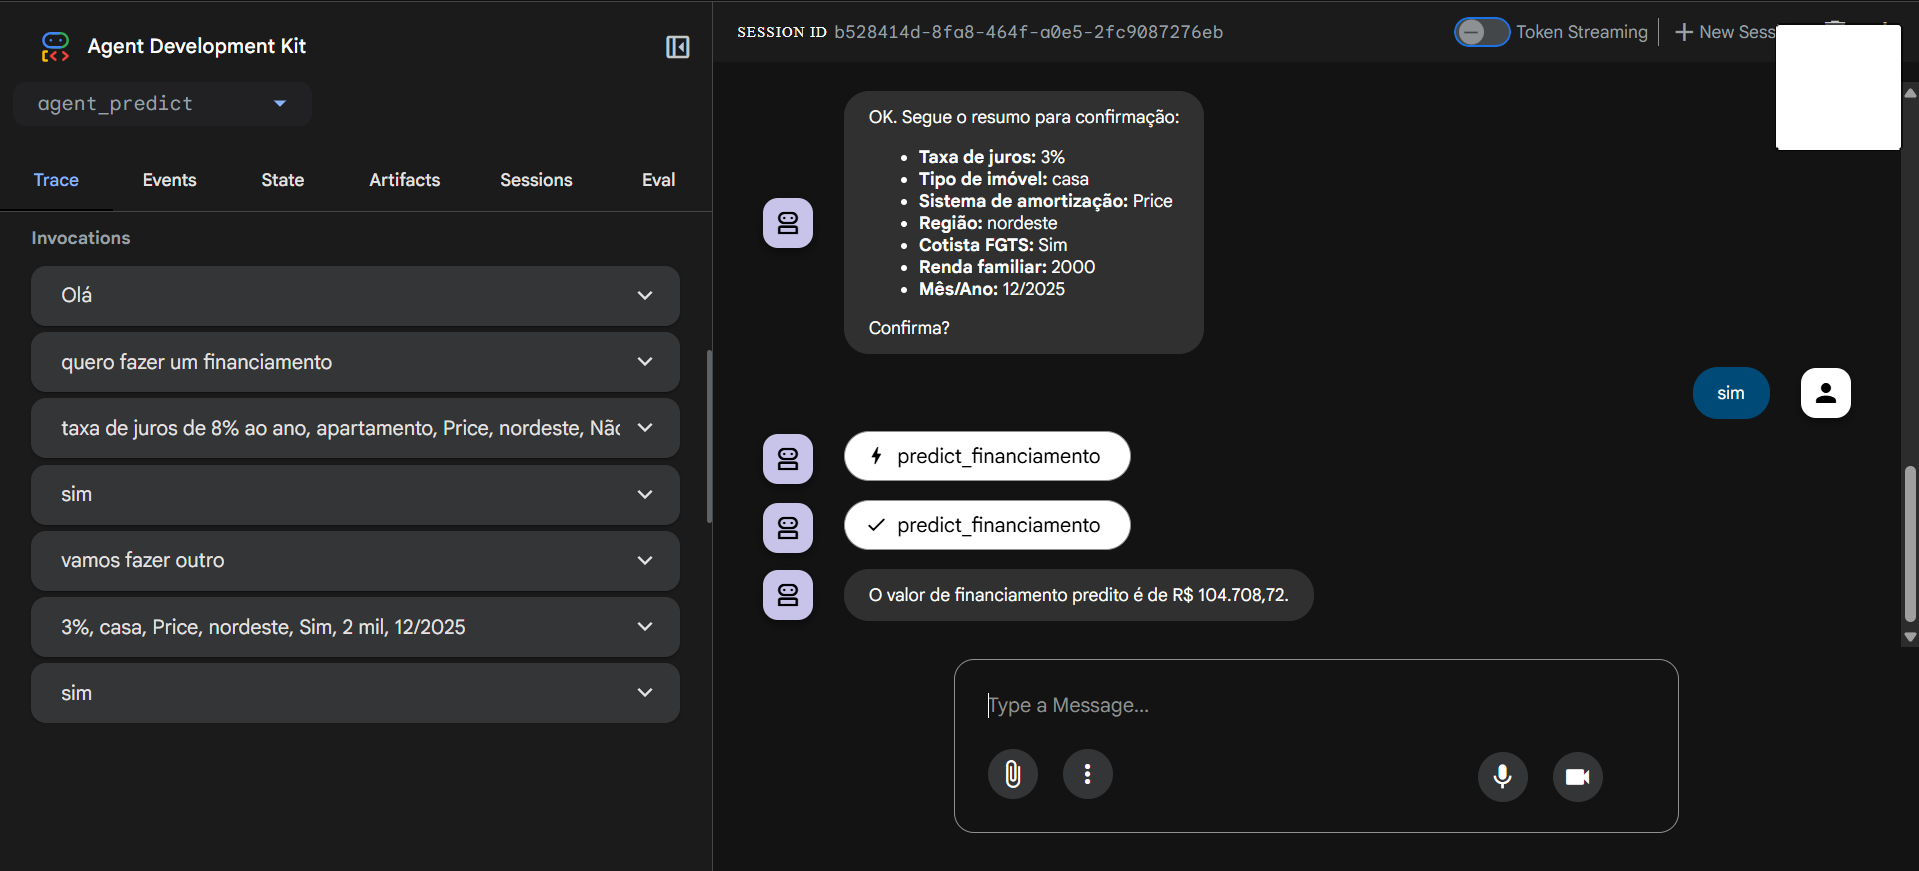 Agent Development Kit
agent_predict
Trace
Events
State
Artifacts
Sessions
Eval
Invocations
Olá
quero fazer um financiamento
taxa de juros de 8% ao ano, apartamento, Price, nordeste, Nãc
sim
vamos fazer outro
3%, casa, Price, nordeste, Sim, 2 mil, 12/2025
sim
SESSION ID b528414d-8fa8-464f-a0e5-2fc9087276eb
Token Streaming
New Sess
OK. Segue o resumo para confirmação:
• Taxa de juros: 3%
• Tipo de imóvel: casa
• Sistema de amortização: Price
• Região: nordeste
• Cotista FGTS: Sim
• Renda familiar: 2000
• Mês/Ano: 12/2025
Confirma?
sim
predict_financiamento
predict_financiamento
O valor de financiamento predito é de R$ 104.708,72.
Type a Message...